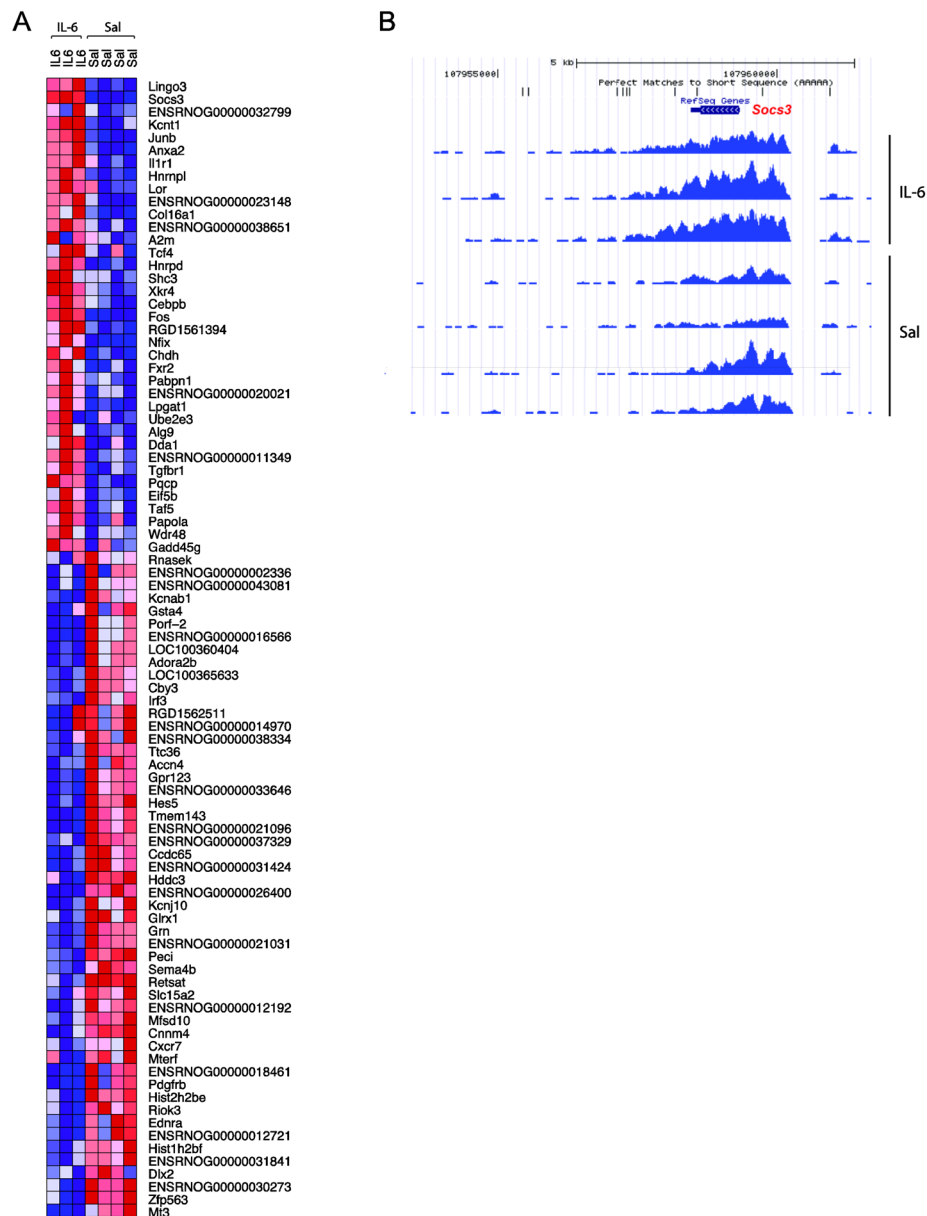 A
IL-6 Sal
IL6 IL6 IL6 Sal Sal Sal Sal
Lingo3
Socs3
ENSRNOG00000032799
Kcnt1
Junb
Anxa2
Il1r1
Hnrnpl
Lor
ENSRNOG00000023148
Col16a1
ENSRNOG00000038651
A2m
Tcf4
Hnrpd
Shc3
Xkr4
Cebpb
Fos
RGD1561394
Nfix
Chdh
Fxr2
Pabpn1
ENSRNOG00000020021
Lpgat1
Ube2e3
Alg9
Dda1
ENSRNOG00000011349
Tgfbr1
Pqcp
Eif5b
Taf5
Papola
Wdr48
Gadd45g
Rnasek
ENSRNOG00000002336
ENSRNOG00000043081
Kcnab1
Gsta4
Porf-2
ENSRNOG00000016566
LOC100360404
Adora2b
LOC100365633
Cby3
Irf3
RGD1562511
ENSRNOG00000014970
ENSRNOG00000038334
Ttc36
Accn4
Gpr123
ENSRNOG00000033646
Hes5
Tmem143
ENSRNOG00000021096
ENSRNOG00000037329
Ccdc65
ENSRNOG00000031424
Hddc3
ENSRNOG00000026400
Kcnj10
Glrx1
Grn
ENSRNOG00000021031
Peci
Sema4b
Retsat
Slc15a2
ENSRNOG00000012192
Mfsd10
Cnnm4
Cxcr7
Mterf
ENSRNOG00000018461
Pdgfrb
Hist2h2be
Riok3
Ednra
ENSRNOG00000012721
Hist1h2bf
ENSRNOG00000031841
Dlx2
ENSRNOG00000030273
Zfp563
Mt3
B
5 kb
107955000 107960000
Perfect Matches to Short Sequence (AAAAA)
RefSeq Genes
Socs3
IL-6
Sal